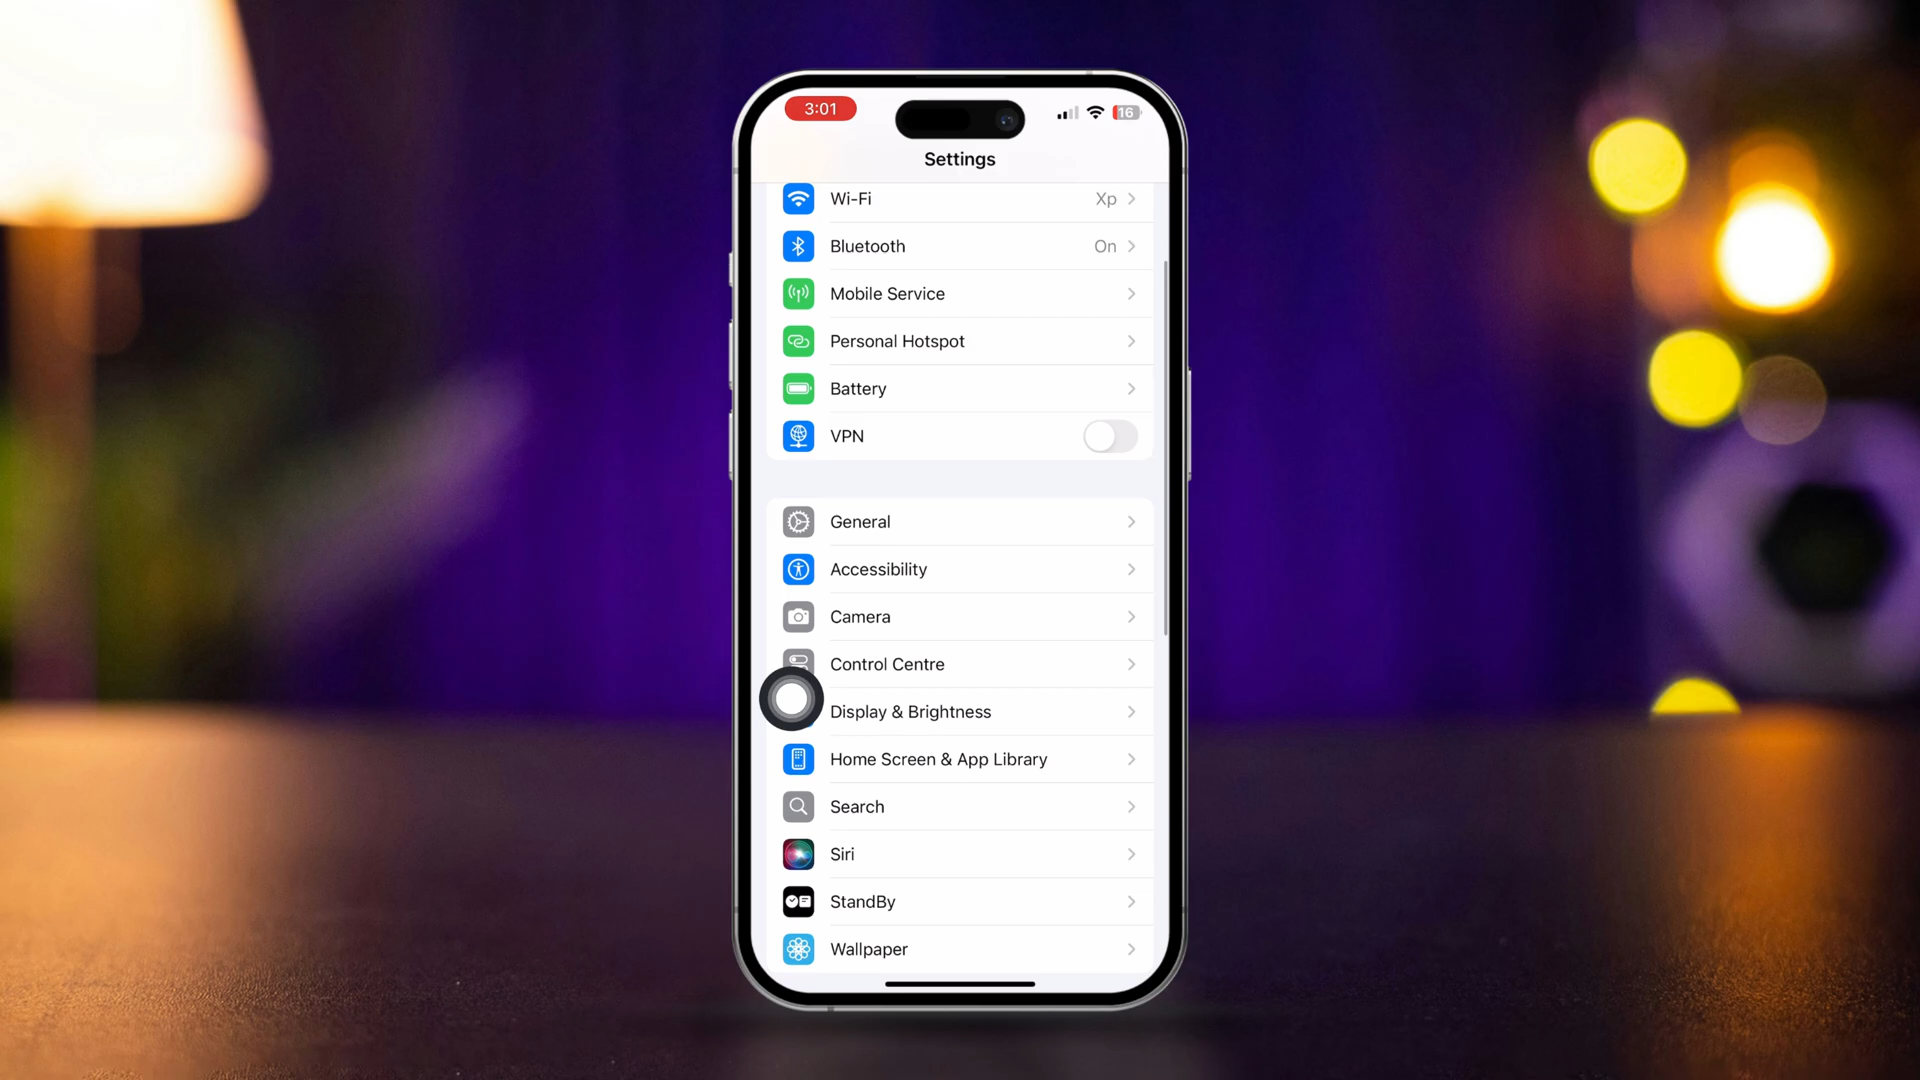 3:01
16
Settings
Wi-Fi Xp
Bluetooth On
Mobile Service
Personal Hotspot
Battery
VPN
General
Accessibility
Camera
Control Centre
Display & Brightness
Home Screen & App Library
Search
Siri
StandBy
Wallpaper